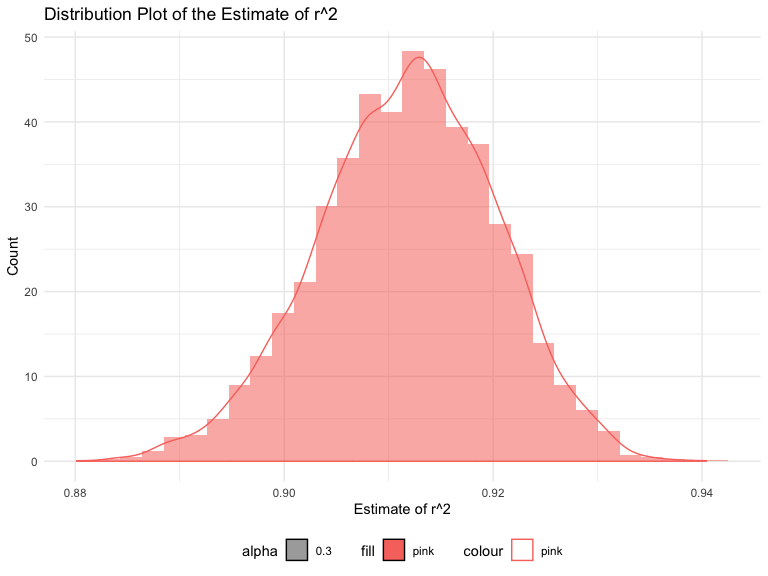 Distribution Plot of the Estimate of r^2
50
40
30
20
10
0
Count
0.88 0.90 0.92 0.94
Estimate of r^2
alpha 0.3 fill pink colour pink